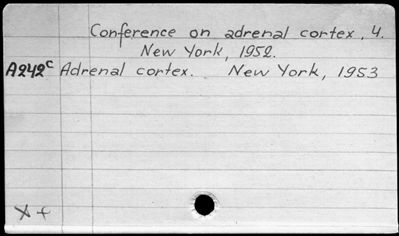 Conference on adrenal cortex, 4.
New York, 1952.
A242c Adrenal cortex. New York, 1953
x+